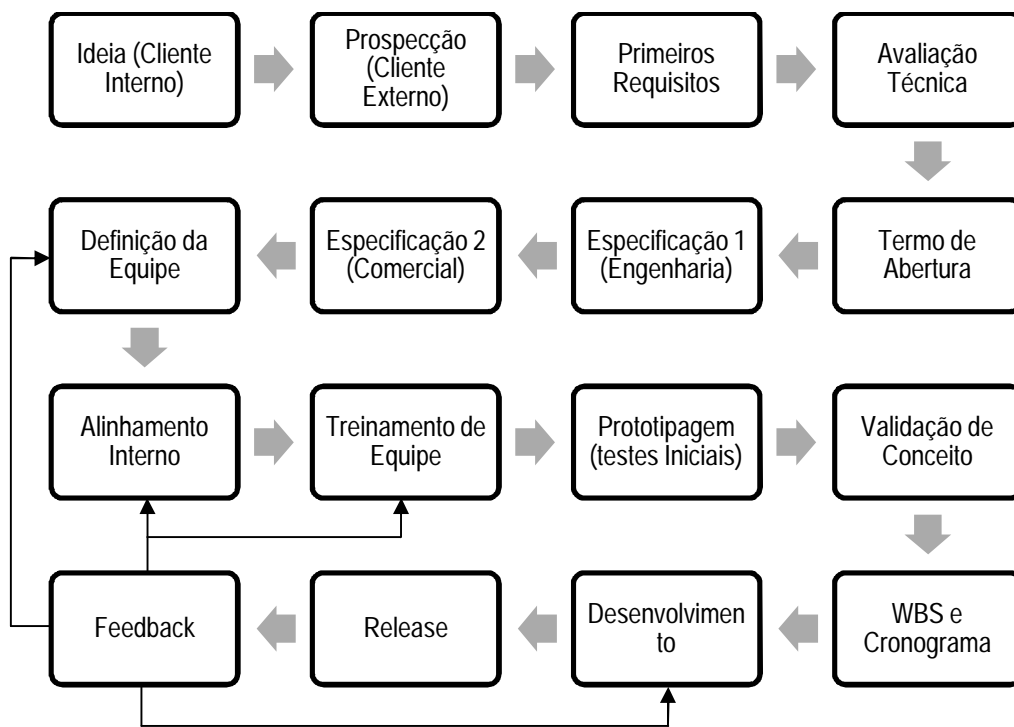 Ideia (Cliente
Interno)
Prospecção
(Cliente
Externo)
Primeiros
Requisitos
Avaliação
Técnica
Definição da
Equipe
Especificação 2
(Comercial)
Especificação 1
(Engenharia)
Termo de
Abertura
Alinhamento
Interno
Treinamento de
Equipe
Prototipagem
(testes Iniciais)
Validação de
Conceito
Feedback
Release
Desenvolvimen
to
WBS e
Cronograma